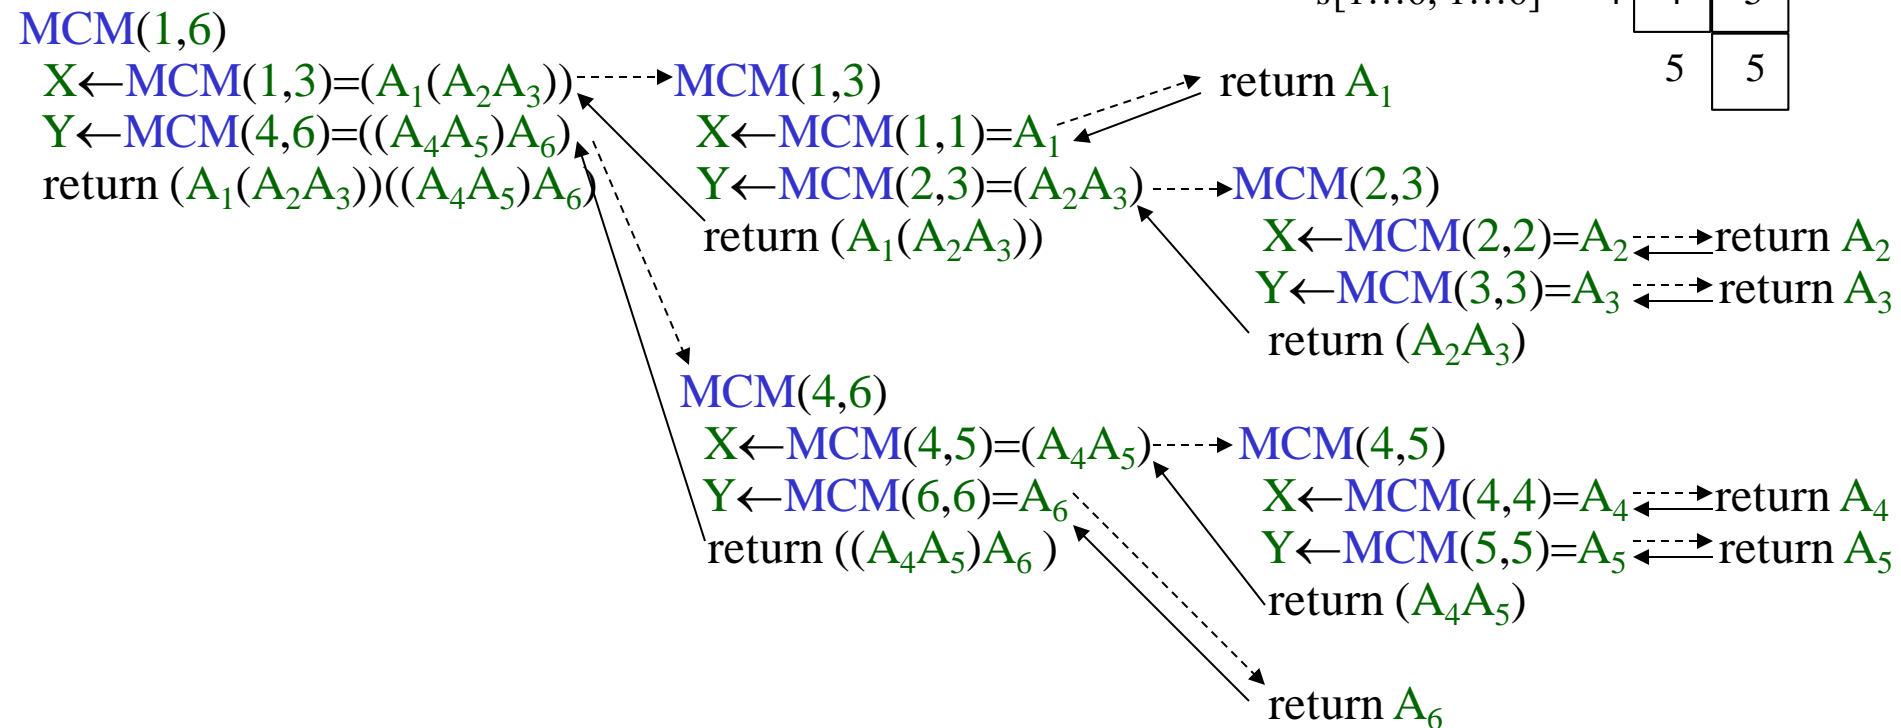 MCM(1,6)
X←MCM(1,3)=(A₁(A₂A₃))
Y←MCM(4,6)=((A₄A₅)A₆)
return (A₁(A₂A₃))((A₄A₅)A₆)
MCM(1,3)
X←MCM(1,1)=A₁
Y←MCM(2,3)=(A₂A₃)
return (A₁(A₂A₃))
return A₁
MCM(2,3)
X←MCM(2,2)=A₂
return A₂
Y←MCM(3,3)=A₃
return A₃
return (A₂A₃)
MCM(4,6)
X←MCM(4,5)=(A₄A₅)
Y←MCM(6,6)=A₆
return ((A₄A₅)A₆ )
MCM(4,5)
X←MCM(4,4)=A₄
return A₄
Y←MCM(5,5)=A₅
return A₅
return (A₄A₅)
return A₆
5 5